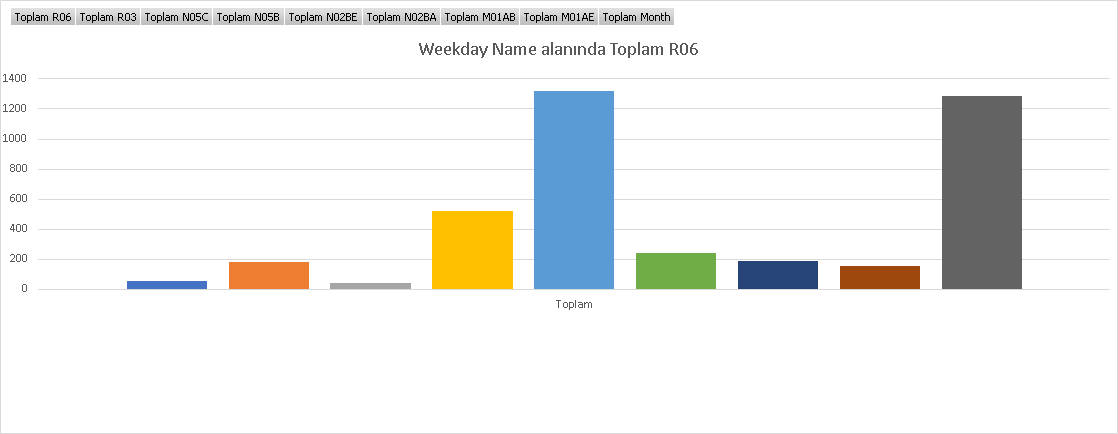 Toplam R06 Toplam R03 Toplam N05C Toplam N05B Toplam N02BE Toplam N02BA Toplam M01AB Toplam M01AE Toplam Month
Weekday Name alanında Toplam R06
1400
1200
1000
800
600
400
200
0
Toplam